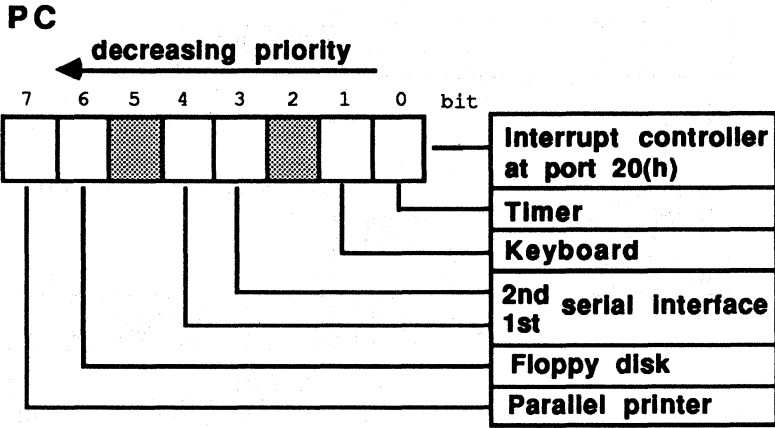 PC
decreasing priority
7 6 5 4 3 2 1 0 bit
Interrupt controller
at port 20(h)
Timer
Keyboard
2nd
1st
serial interface
Floppy disk
Parallel printer